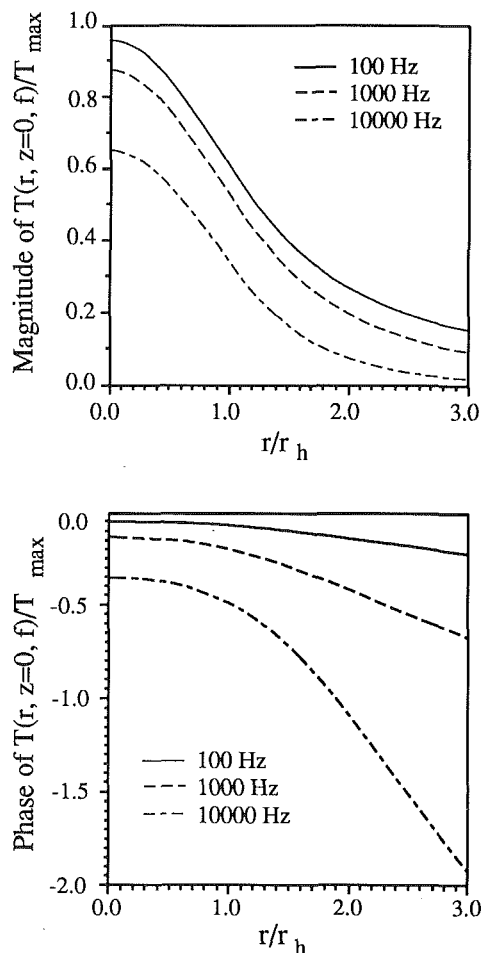 Magnitude of T(r, z=0, f)/T max
1.0
0.8
0.6
0.4
0.2
0.0
100 Hz
1000 Hz
10000 Hz
0.0 1.0 2.0 3.0
r/r h
Phase of T(r, z=0, f)/T max
0.0
-0.5
-1.0
-1.5
-2.0
100 Hz
1000 Hz
10000 Hz
0.0 1.0 2.0 3.0
r/r h